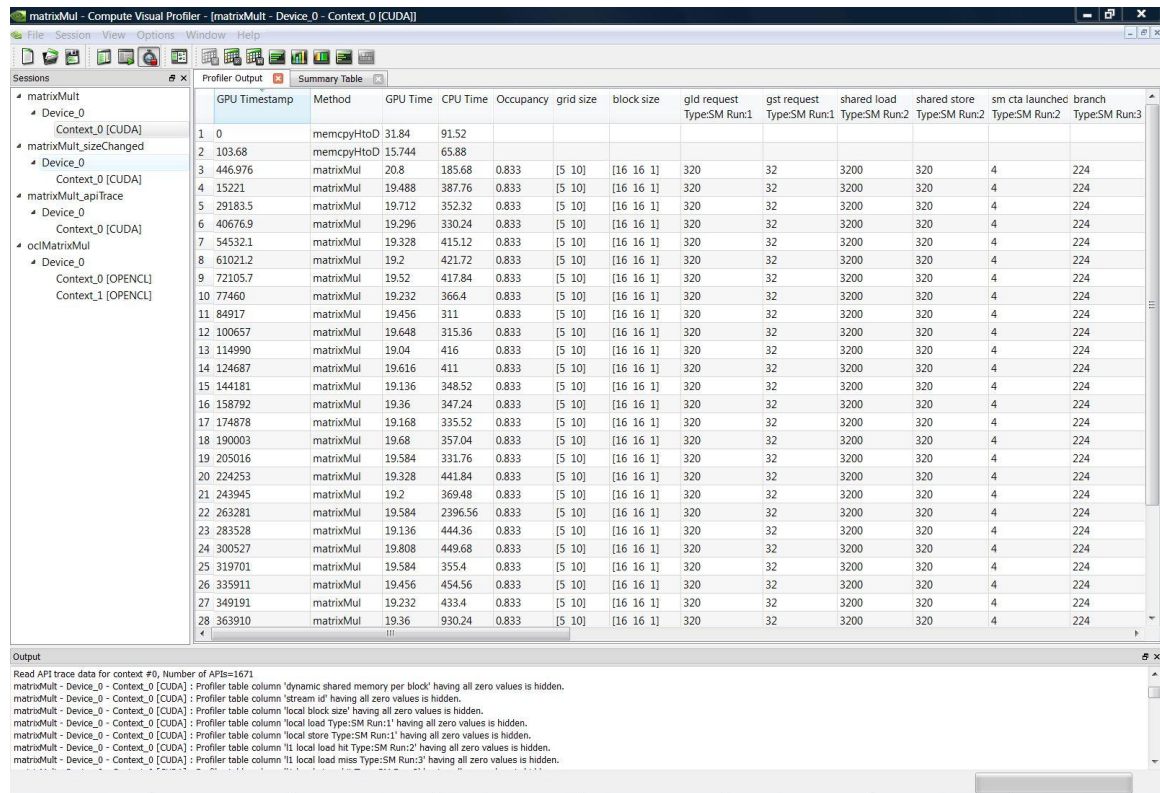 matrixMul - Compute Visual Profiler - [matrixMult - Device_0 - Context_0 [CUDA]]
File Session View Options Window Help
Sessions
matrixMult
Device_0
Context_0 [CUDA]
matrixMult_sizeChanged
Device_0
Context_0 [CUDA]
matrixMult_apiTrace
Device_0
Context_0 [CUDA]
oclMatrixMul
Device_0
Context_0 [OPENCL]
Context_1 [OPENCL]
Profiler Output Summary Table
GPU Timestamp Method GPU Time CPU Time Occupancy grid size block size gld request gst request shared load shared store sm cta launched branch
Type:SM Run:1 Type:SM Run:1 Type:SM Run:2 Type:SM Run:2 Type:SM Run:2 Type:SM Run:3
1 0 memcpyHtoD 31.84 91.52
2 103.68 memcpyHtoD 15.744 65.88
3 446.976 matrixMul 20.8 185.68 0.833 [5 10] [16 16 1] 320 32 3200 320 4 224
4 15221 matrixMul 19.488 387.76 0.833 [5 10] [16 16 1] 320 32 3200 320 4 224
5 29183.5 matrixMul 19.712 352.32 0.833 [5 10] [16 16 1] 320 32 3200 320 4 224
6 40676.9 matrixMul 19.296 330.24 0.833 [5 10] [16 16 1] 320 32 3200 320 4 224
7 54532.1 matrixMul 19.328 415.12 0.833 [5 10] [16 16 1] 320 32 3200 320 4 224
8 61021.2 matrixMul 19.2 421.72 0.833 [5 10] [16 16 1] 320 32 3200 320 4 224
9 72105.7 matrixMul 19.52 417.84 0.833 [5 10] [16 16 1] 320 32 3200 320 4 224
10 77460 matrixMul 19.232 366.4 0.833 [5 10] [16 16 1] 320 32 3200 320 4 224
11 84917 matrixMul 19.456 311 0.833 [5 10] [16 16 1] 320 32 3200 320 4 224
12 100657 matrixMul 19.648 315.36 0.833 [5 10] [16 16 1] 320 32 3200 320 4 224
13 114990 matrixMul 19.04 416 0.833 [5 10] [16 16 1] 320 32 3200 320 4 224
14 124687 matrixMul 19.616 411 0.833 [5 10] [16 16 1] 320 32 3200 320 4 224
15 144181 matrixMul 19.136 348.52 0.833 [5 10] [16 16 1] 320 32 3200 320 4 224
16 158792 matrixMul 19.36 347.24 0.833 [5 10] [16 16 1] 320 32 3200 320 4 224
17 174878 matrixMul 19.168 335.52 0.833 [5 10] [16 16 1] 320 32 3200 320 4 224
18 190003 matrixMul 19.68 357.04 0.833 [5 10] [16 16 1] 320 32 3200 320 4 224
19 205016 matrixMul 19.584 331.76 0.833 [5 10] [16 16 1] 320 32 3200 320 4 224
20 224253 matrixMul 19.328 441.84 0.833 [5 10] [16 16 1] 320 32 3200 320 4 224
21 243945 matrixMul 19.2 369.48 0.833 [5 10] [16 16 1] 320 32 3200 320 4 224
22 263281 matrixMul 19.584 2396.56 0.833 [5 10] [16 16 1] 320 32 3200 320 4 224
23 283528 matrixMul 19.136 444.36 0.833 [5 10] [16 16 1] 320 32 3200 320 4 224
24 300527 matrixMul 19.808 449.68 0.833 [5 10] [16 16 1] 320 32 3200 320 4 224
25 319701 matrixMul 19.584 355.4 0.833 [5 10] [16 16 1] 320 32 3200 320 4 224
26 335911 matrixMul 19.456 454.56 0.833 [5 10] [16 16 1] 320 32 3200 320 4 224
27 349191 matrixMul 19.232 433.4 0.833 [5 10] [16 16 1] 320 32 3200 320 4 224
28 363910 matrixMul 19.36 930.24 0.833 [5 10] [16 16 1] 320 32 3200 320 4 224
Output
Read API trace data for context #0, Number of APIs=1671
matrixMult - Device_0 - Context_0 [CUDA] : Profiler table column 'dynamic shared memory per block' having all zero values is hidden.
matrixMult - Device_0 - Context_0 [CUDA] : Profiler table column 'stream id' having all zero values is hidden.
matrixMult - Device_0 - Context_0 [CUDA] : Profiler table column 'local block size' having all zero values is hidden.
matrixMult - Device_0 - Context_0 [CUDA] : Profiler table column 'local load Type:SM Run:1' having all zero values is hidden.
matrixMult - Device_0 - Context_0 [CUDA] : Profiler table column 'local store Type:SM Run:1' having all zero values is hidden.
matrixMult - Device_0 - Context_0 [CUDA] : Profiler table column 'l1 local load hit Type:SM Run:2' having all zero values is hidden.
matrixMult - Device_0 - Context_0 [CUDA] : Profiler table column 'l1 local load miss Type:SM Run:3' having all zero values is hidden.